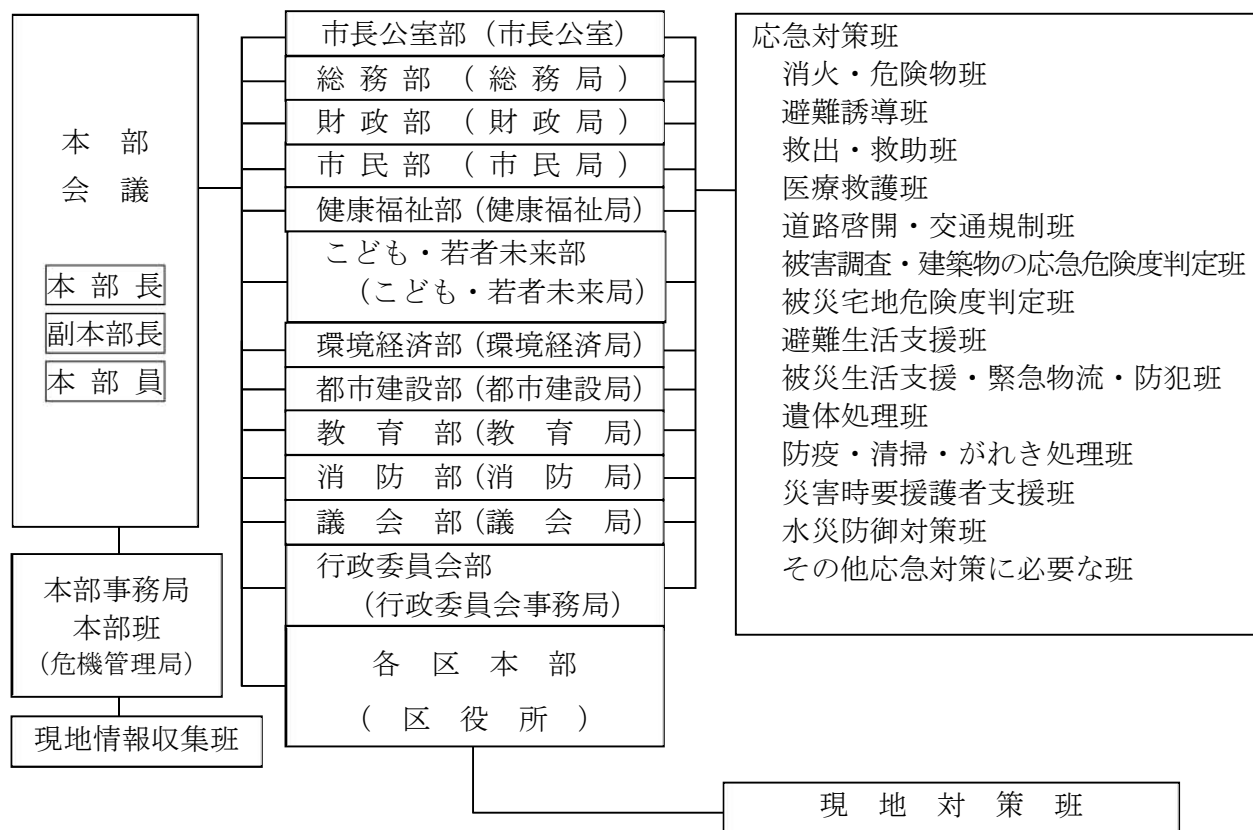 本部
会議
本部長
副本部長
本部員
本部事務局
本部班
（危機管理局）
現地情報収集班
市長公室部（市長公室）
総務部（総務局）
財政部（財政局）
市民部（市民局）
健康福祉部（健康福祉局）
こども・若者未来部
（こども・若者未来局）
環境経済部（環境経済局）
都市建設部（都市建設局）
教育部（教育局）
消防部（消防局）
議会部（議会局）
行政委員会部
（行政委員会事務局）
各区本部
（区役所）
応急対策班
消火・危険物班
避難誘導班
救出・救助班
医療救護班
道路啓開・交通規制班
被害調査・建築物の応急危険度判定班
被災宅地危険度判定班
避難生活支援班
被災生活支援・緊急物流・防犯班
遺体処理班
防疫・清掃・がれき処理班
災害時要援護者支援班
水災防御対策班
その他応急対策に必要な班
現地対策班